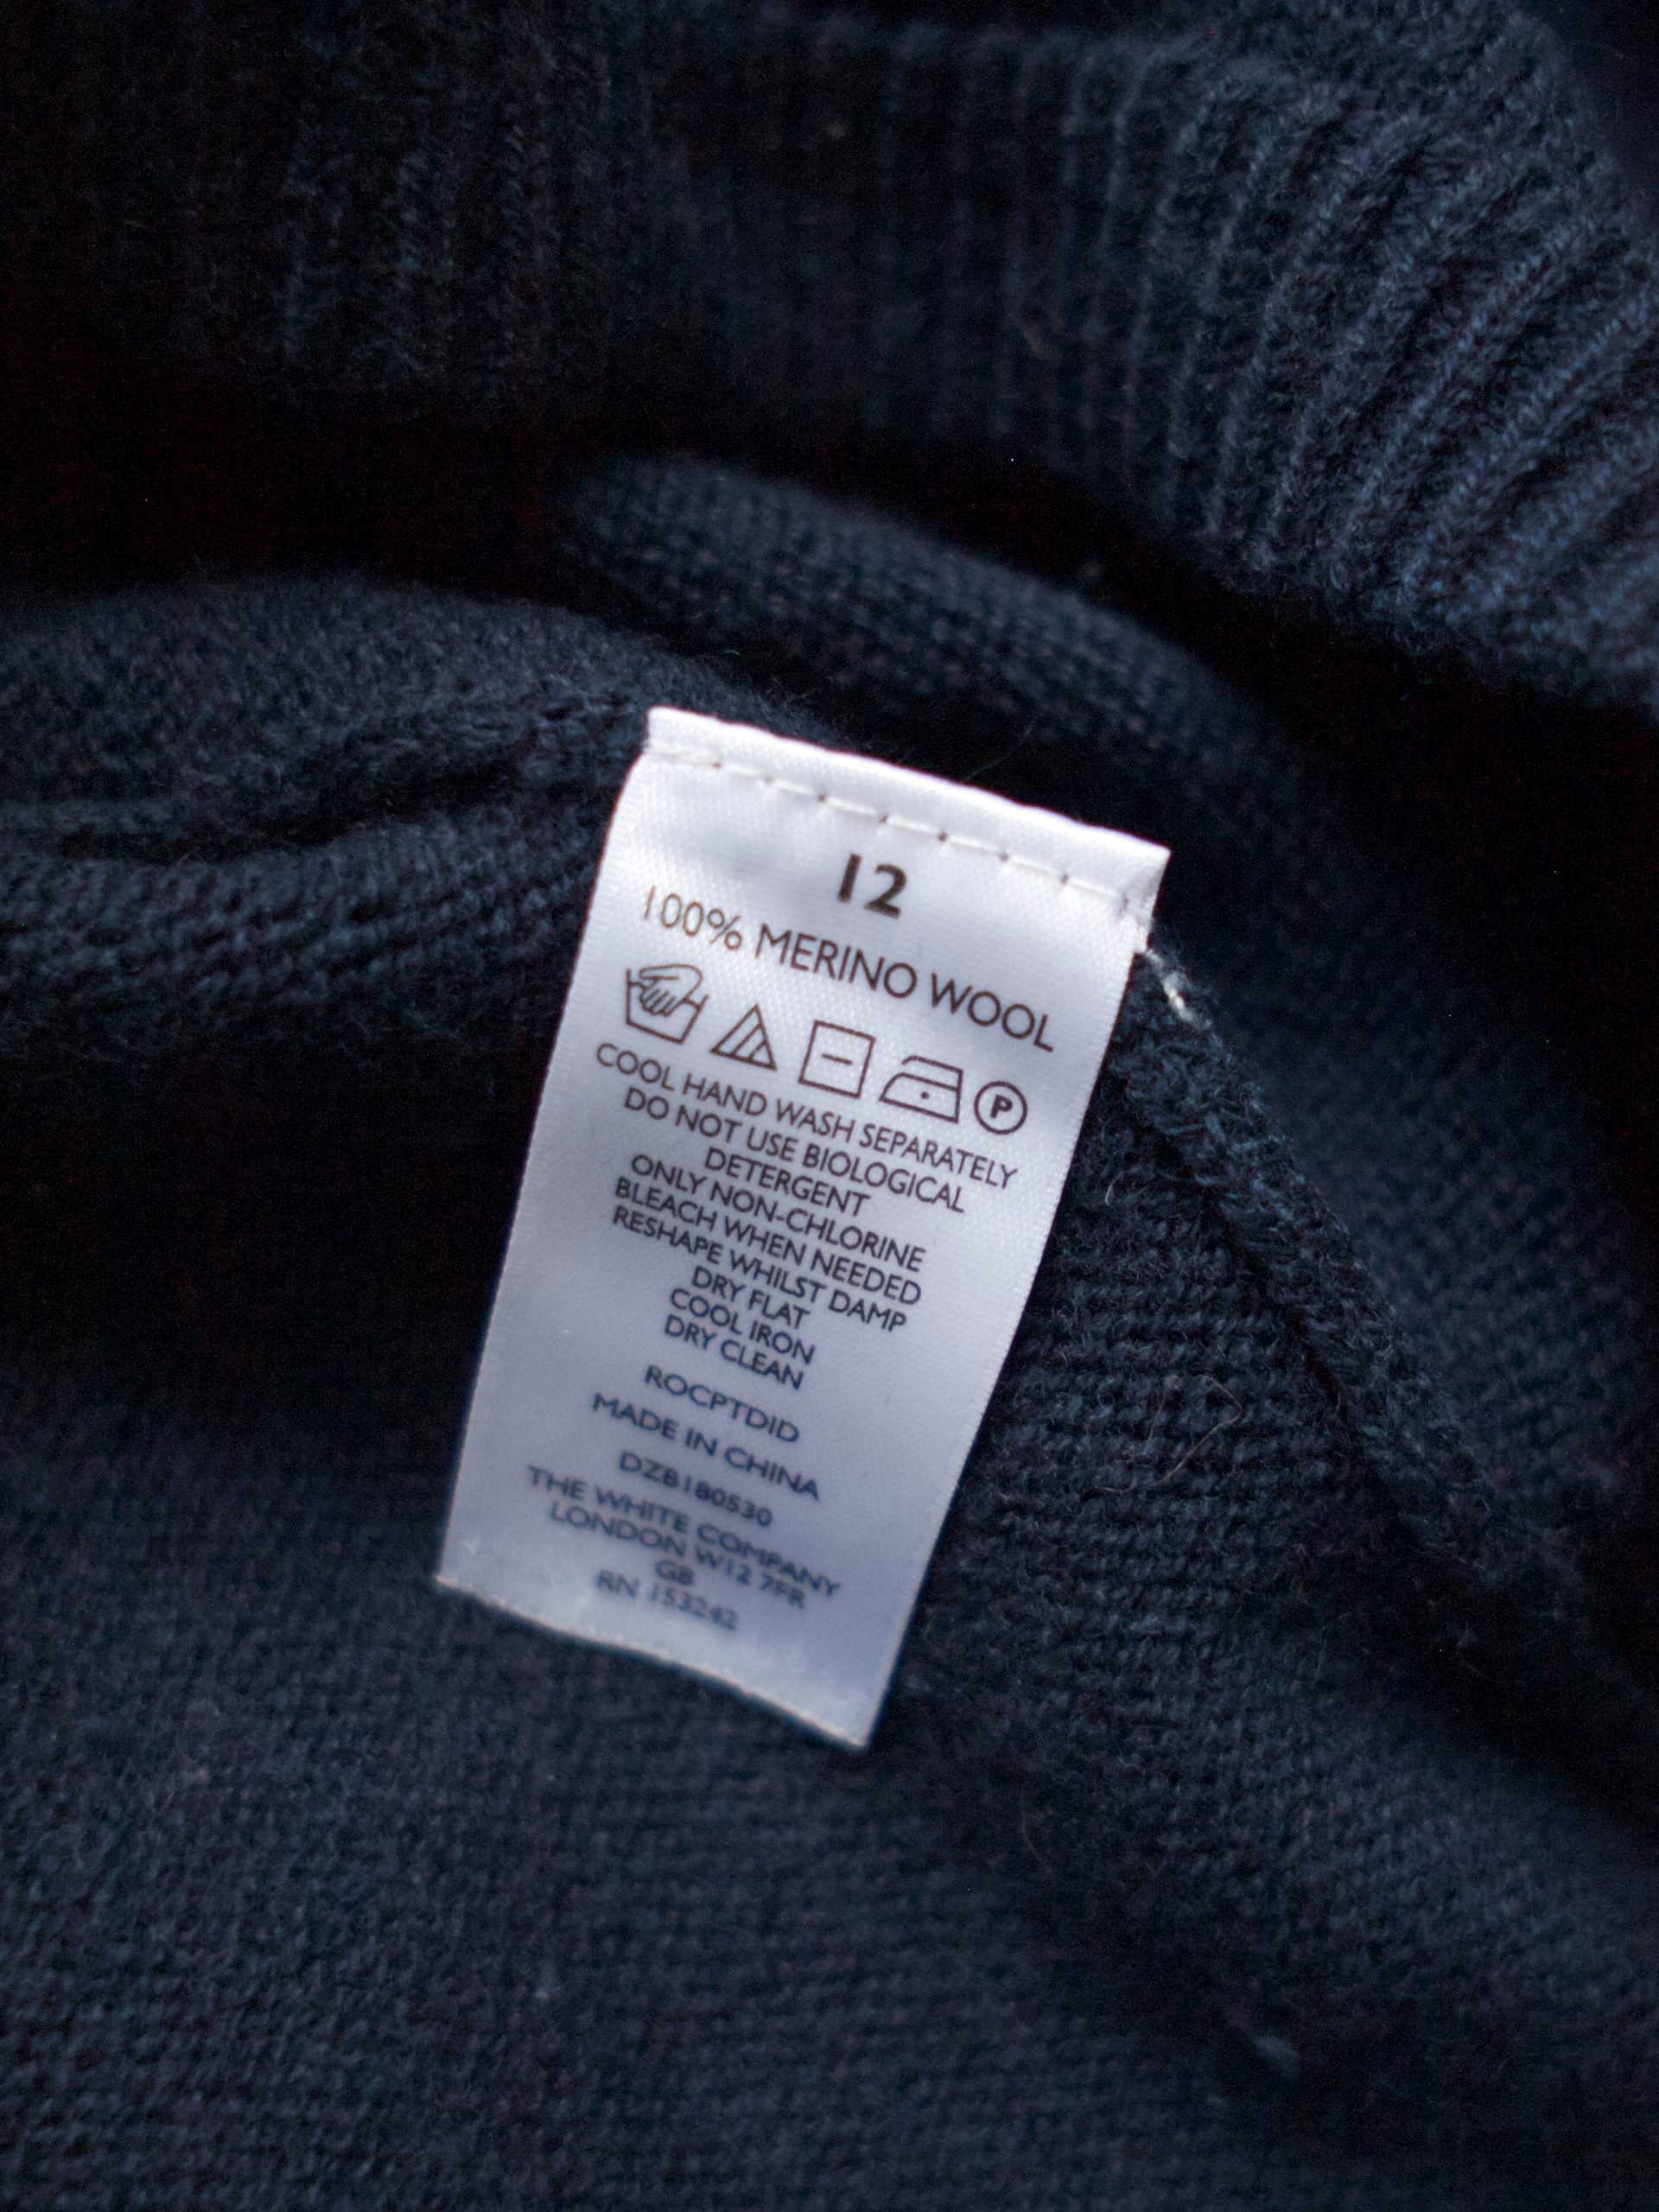 12
100% MERINO WOOL
P
COOL HAND WASH SEPARATELY
DO NOT USE BIOLOGICAL
DETERGENT
ONLY NON-CHLORINE
BLEACH WHEN NEEDED
RESHAPE WHILST DAMP
DRY FLAT
COOL IRON
DRY CLEAN
ROCPTDID
MADE IN CHINA
DZB180530
THE WHITE COMPANY
LONDON W12 7FR
GB
RN 153242